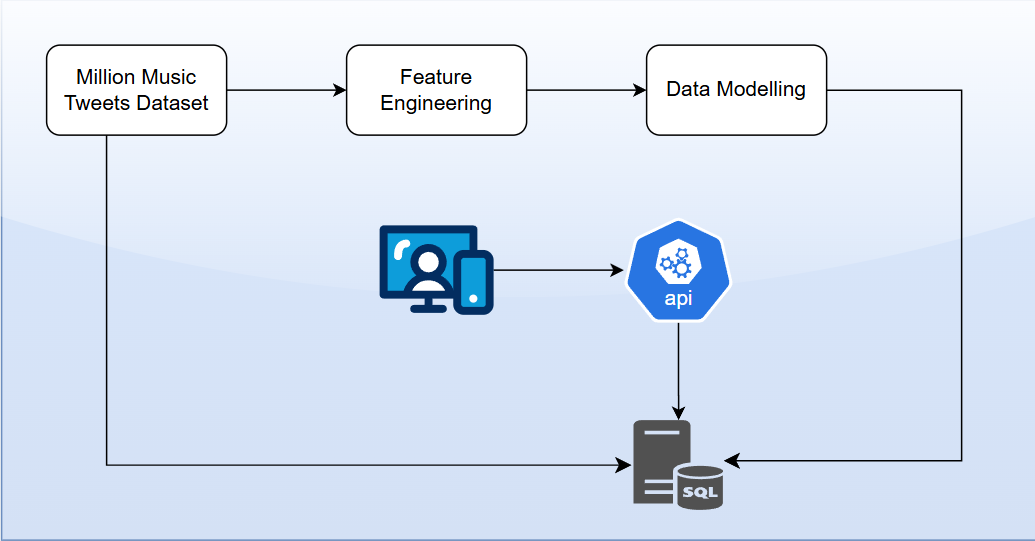 Million Music
Tweets Dataset
Feature
Engineering
Data Modelling
api
SQL